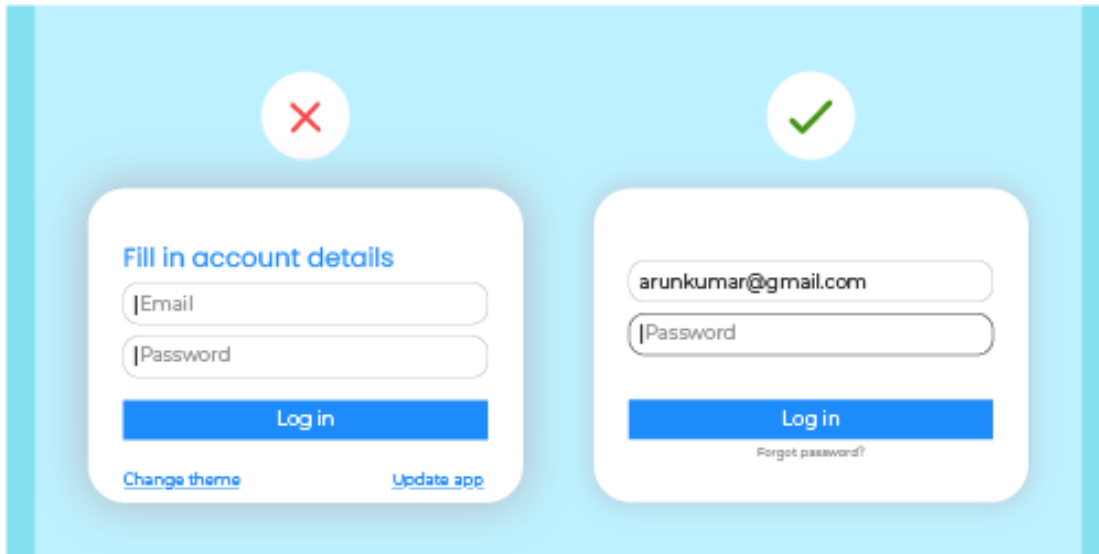 Fill in account details
Email
Password
Log in
Change theme Update app
arunkumar@gmail.com
Password
Log in
Forgot password?